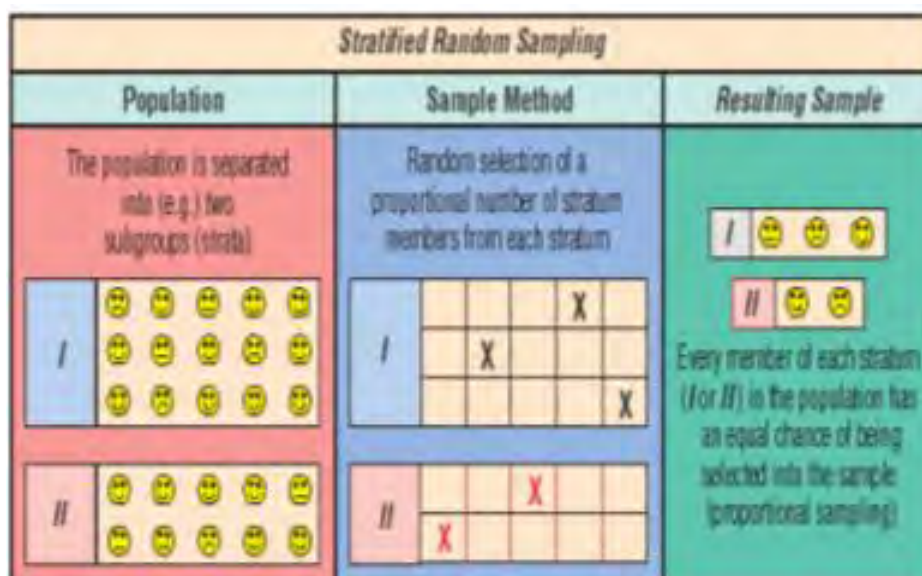 Stratified Random Sampling
Population
Sample Method
Resulting Sample
The population is separated
into (e.g.) two
subgroups (strata)
I
II
Random selection of a
proportional number of stratum
members from each stratum
I
X
X
X
II
X
X
I
II
Every member of each stratum
(I or II) in the population has
an equal chance of being
selected into the sample
(proportional sampling)